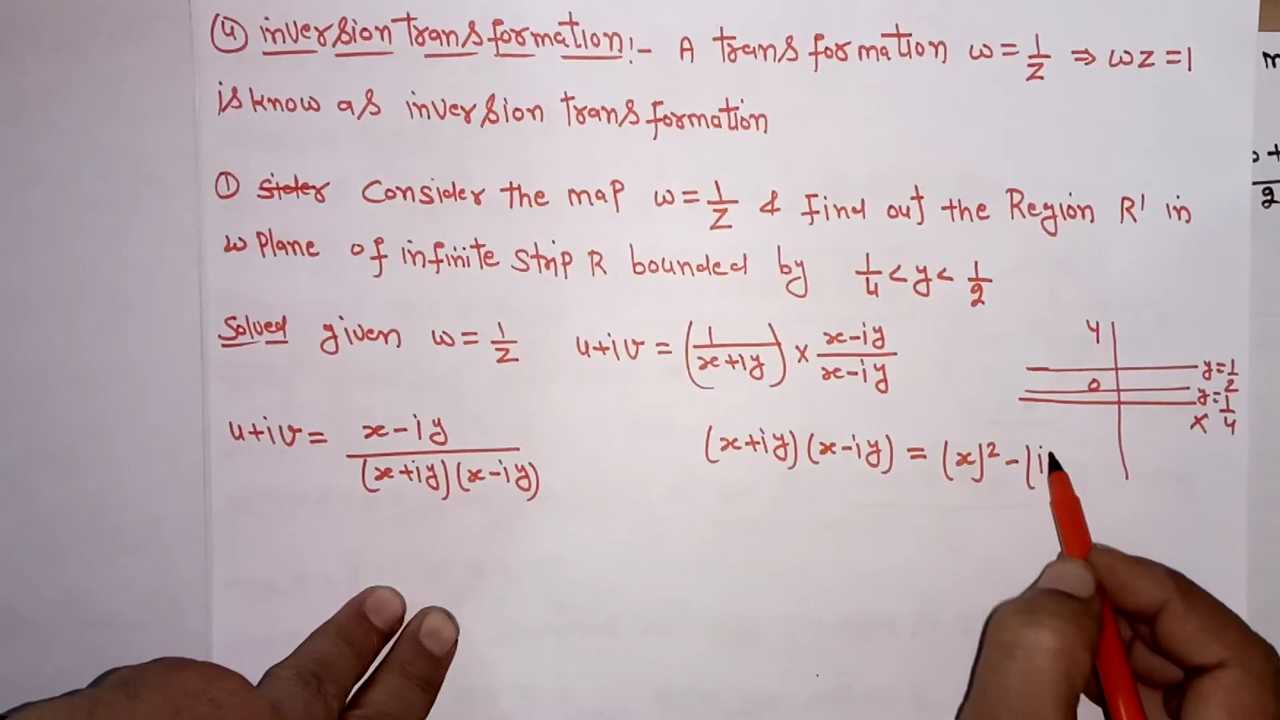 ④ inversion transformation:- A transformation w = 1/z ⇒ wz = 1
is know as inversion transformation
① Consider the map w = 1/z & Find out the Region R' in
w Plane of infinite strip R bounded by 1/4 < y < 1/2
Solved given w = 1/z u+iv = (1/(x+iy)) × (x-iy)/(x-iy)
y
y = 1/2
0
y = 1/4
x
u+iv = (x-iy)/((x+iy)(x-iy)) (x+iy)(x-iy) = (x)² - (i